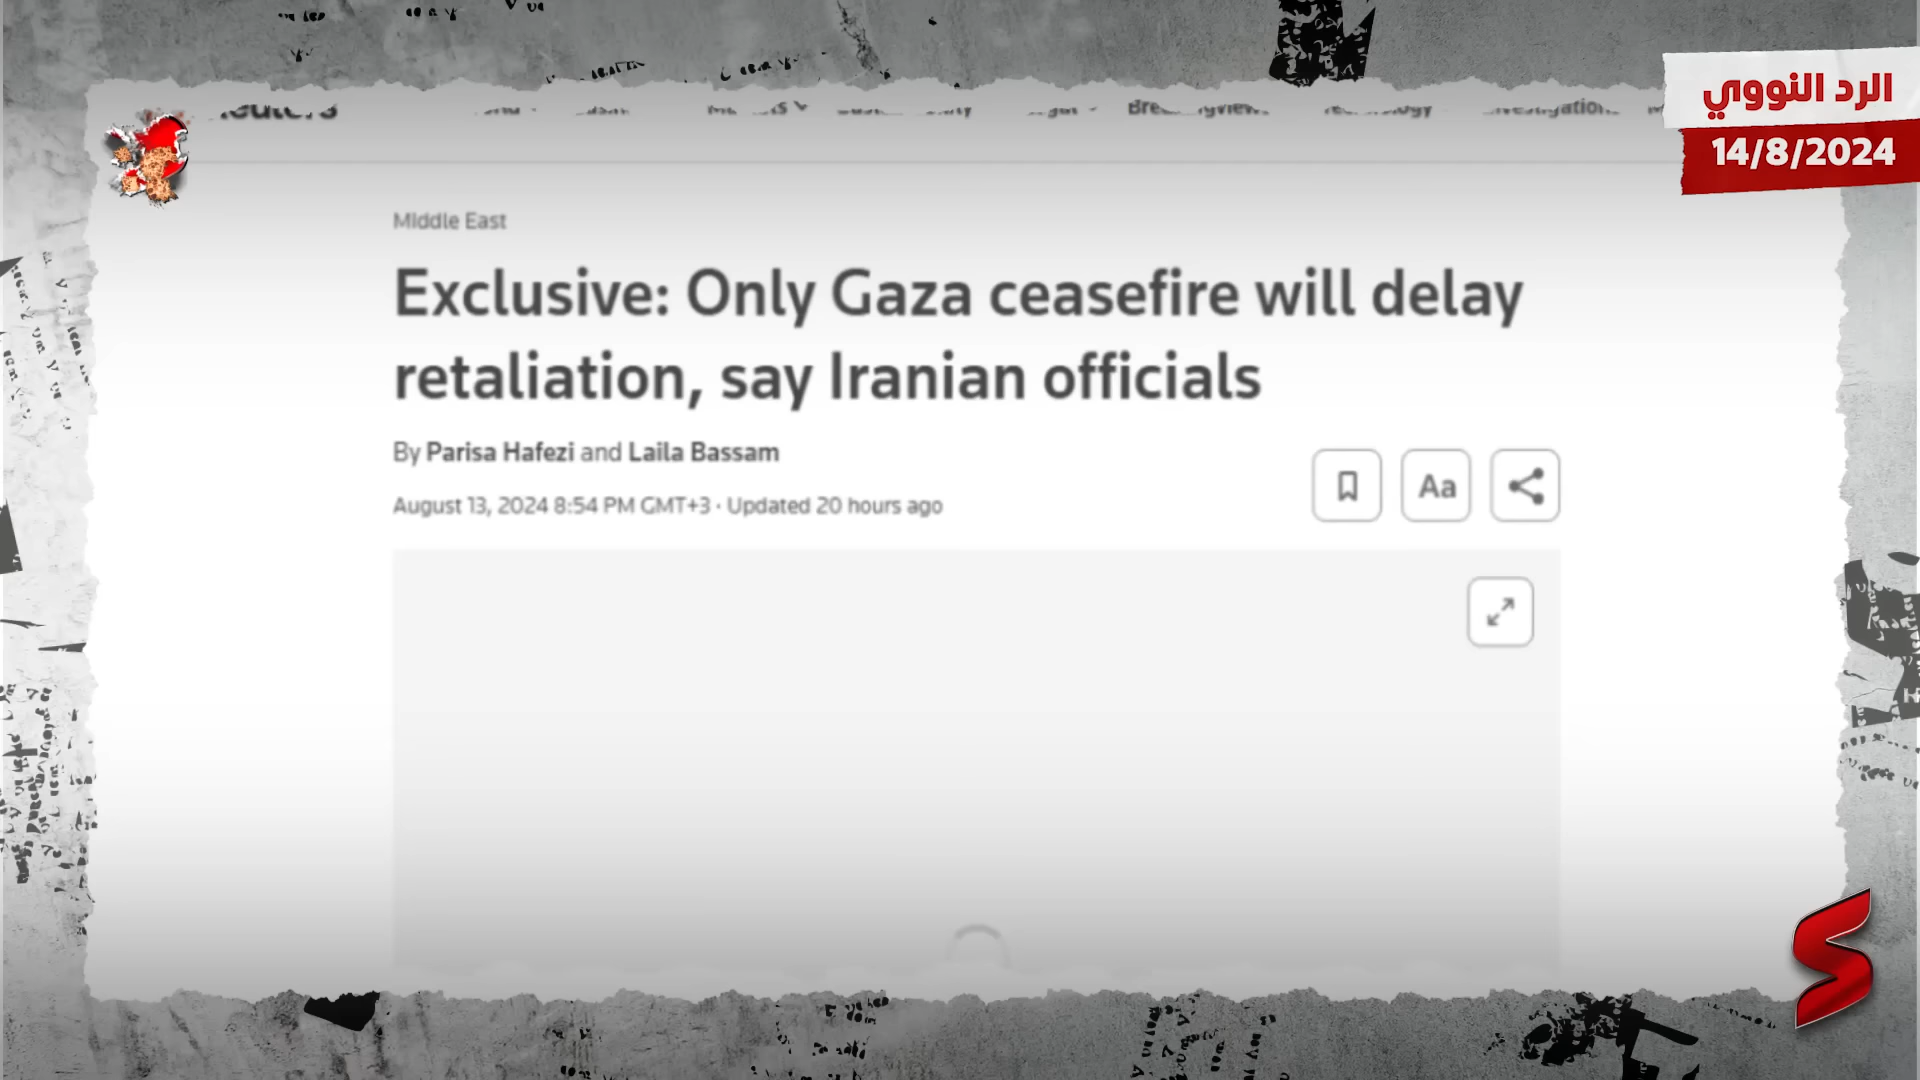 الرد النووي
14/8/2024
Middle East
Exclusive: Only Gaza ceasefire will delay
retaliation, say Iranian officials
By Parisa Hafezi and Laila Bassam
August 13, 2024 8:54 PM GMT+3 · Updated 20 hours ago
Aa